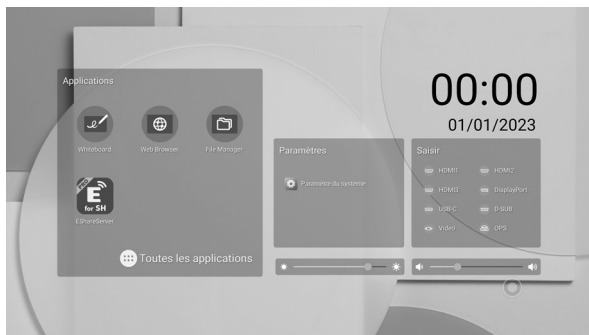 00:00
01/01/2023
Applications
Whiteboard
Web Browser
File Manager
PRO
E
for SH
EShareServer
Toutes les applications
Paramètres
Paramètre du système
Saisir
HDMI1
HDMI2
HDMI3
DisplayPort
USB-C
D-SUB
Video
OPS